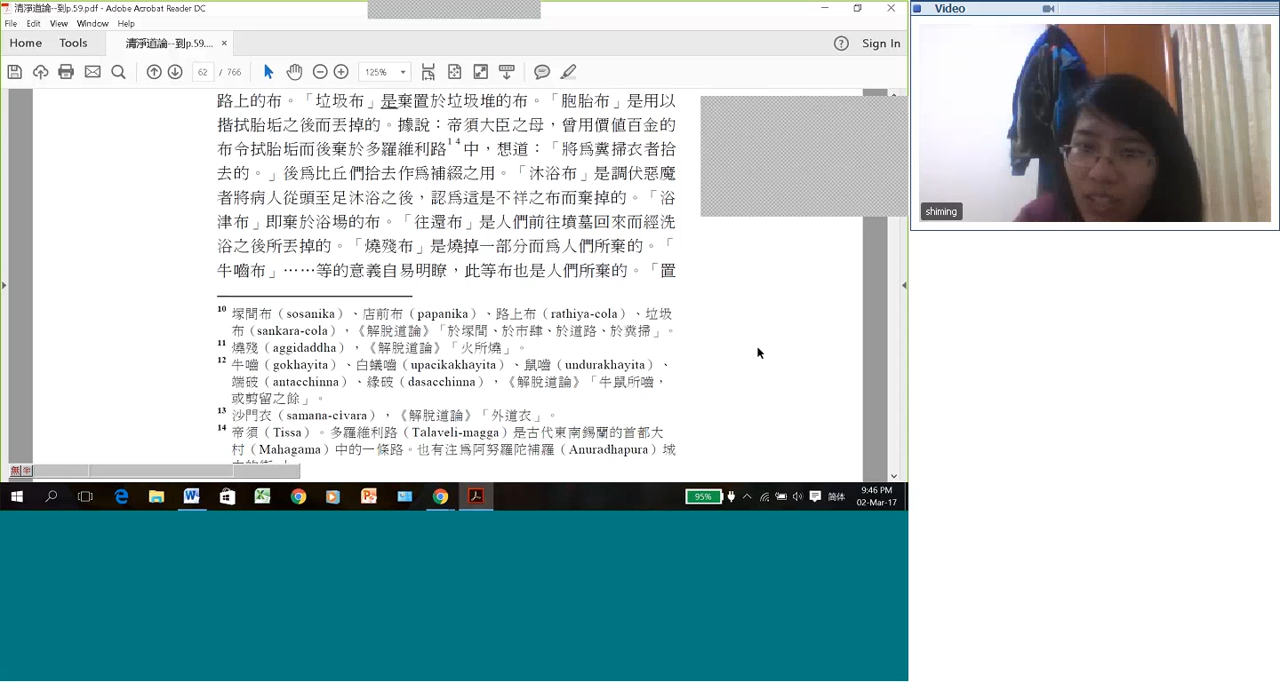 清淨道論--到p.59.pdf - Adobe Acrobat Reader DC
File Edit View Window Help
Home Tools 清淨道論--到p.59.... × Sign In
62 / 766 125%
路上的布。「垃圾布」是棄置於垃圾堆的布。「胞胎布」是用以
揩拭胎垢之後而丟掉的。據說：帝須大臣之母，曾用價值百金的
布令拭胎垢而後棄於多羅維利路14中，想道：「將爲糞掃衣者拾
去的。」後爲比丘們拾去作爲補綴之用。「沐浴布」是調伏惡魔
者將病人從頭至足沐浴之後，認爲這是不祥之布而棄掉的。「浴
津布」即棄於浴場的布。「往還布」是人們前往墳墓回來而經洗
浴之後所丟掉的。「燒殘布」是燒掉一部分而爲人們所棄的。「
牛嚙布」……等的意義自易明瞭，此等布也是人們所棄的。「置
10 塚間布（sosanika）、店前布（papanika）、路上布（rathiya-cola）、垃圾
布（sankara-cola），《解脫道論》「於塚間、於市肆、於道路、於糞掃」。
11 燒殘（aggidaddha），《解脫道論》「火所燒」。
12 牛嚙（gokhayita）、白蟻嚙（upacikakhayita）、鼠嚙（undurakhayita）、
端破（antacchinna）、緣破（dasacchinna），《解脫道論》「牛鼠所嚙，
或剪留之餘」。
13 沙門衣（samana-civara），《解脫道論》「外道衣」。
14 帝須（Tissa）。多羅維利路（Talaveli-magga）是古代東南錫蘭的首都大
村（Mahagama）中的一條路。也有注爲阿努羅陀補羅（Anuradhapura）域
95% 简体 9:46 PM
02-Mar-17
Video
shiming